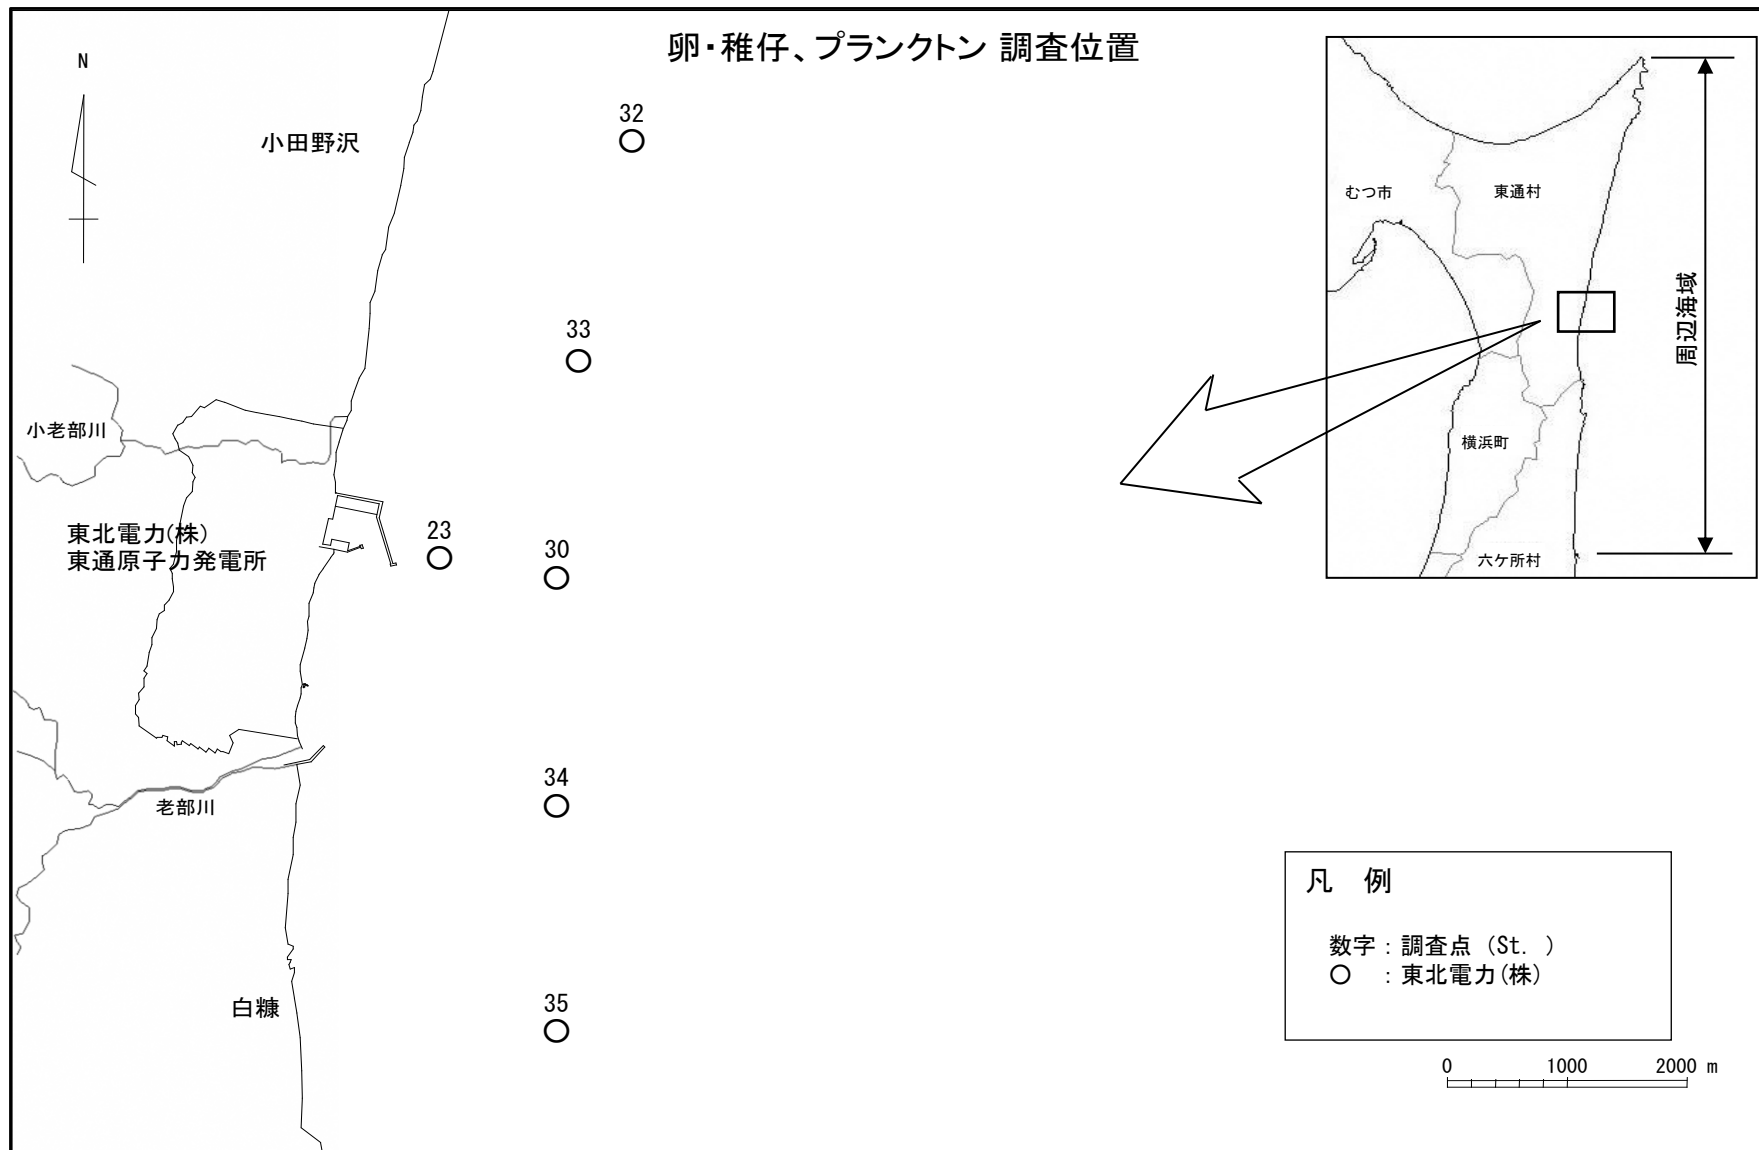 卵・稚仔、プランクトン 調査位置
N
小田野沢
32
33
小老部川
東北電力(株)
東通原子力発電所
23
30
34
老部川
白糠
35
むつ市
東通村
周辺海域
横浜町
六ケ所村
凡 例
数字 : 調査点 (St. )
○ : 東北電力(株)
0 1000 2000 m